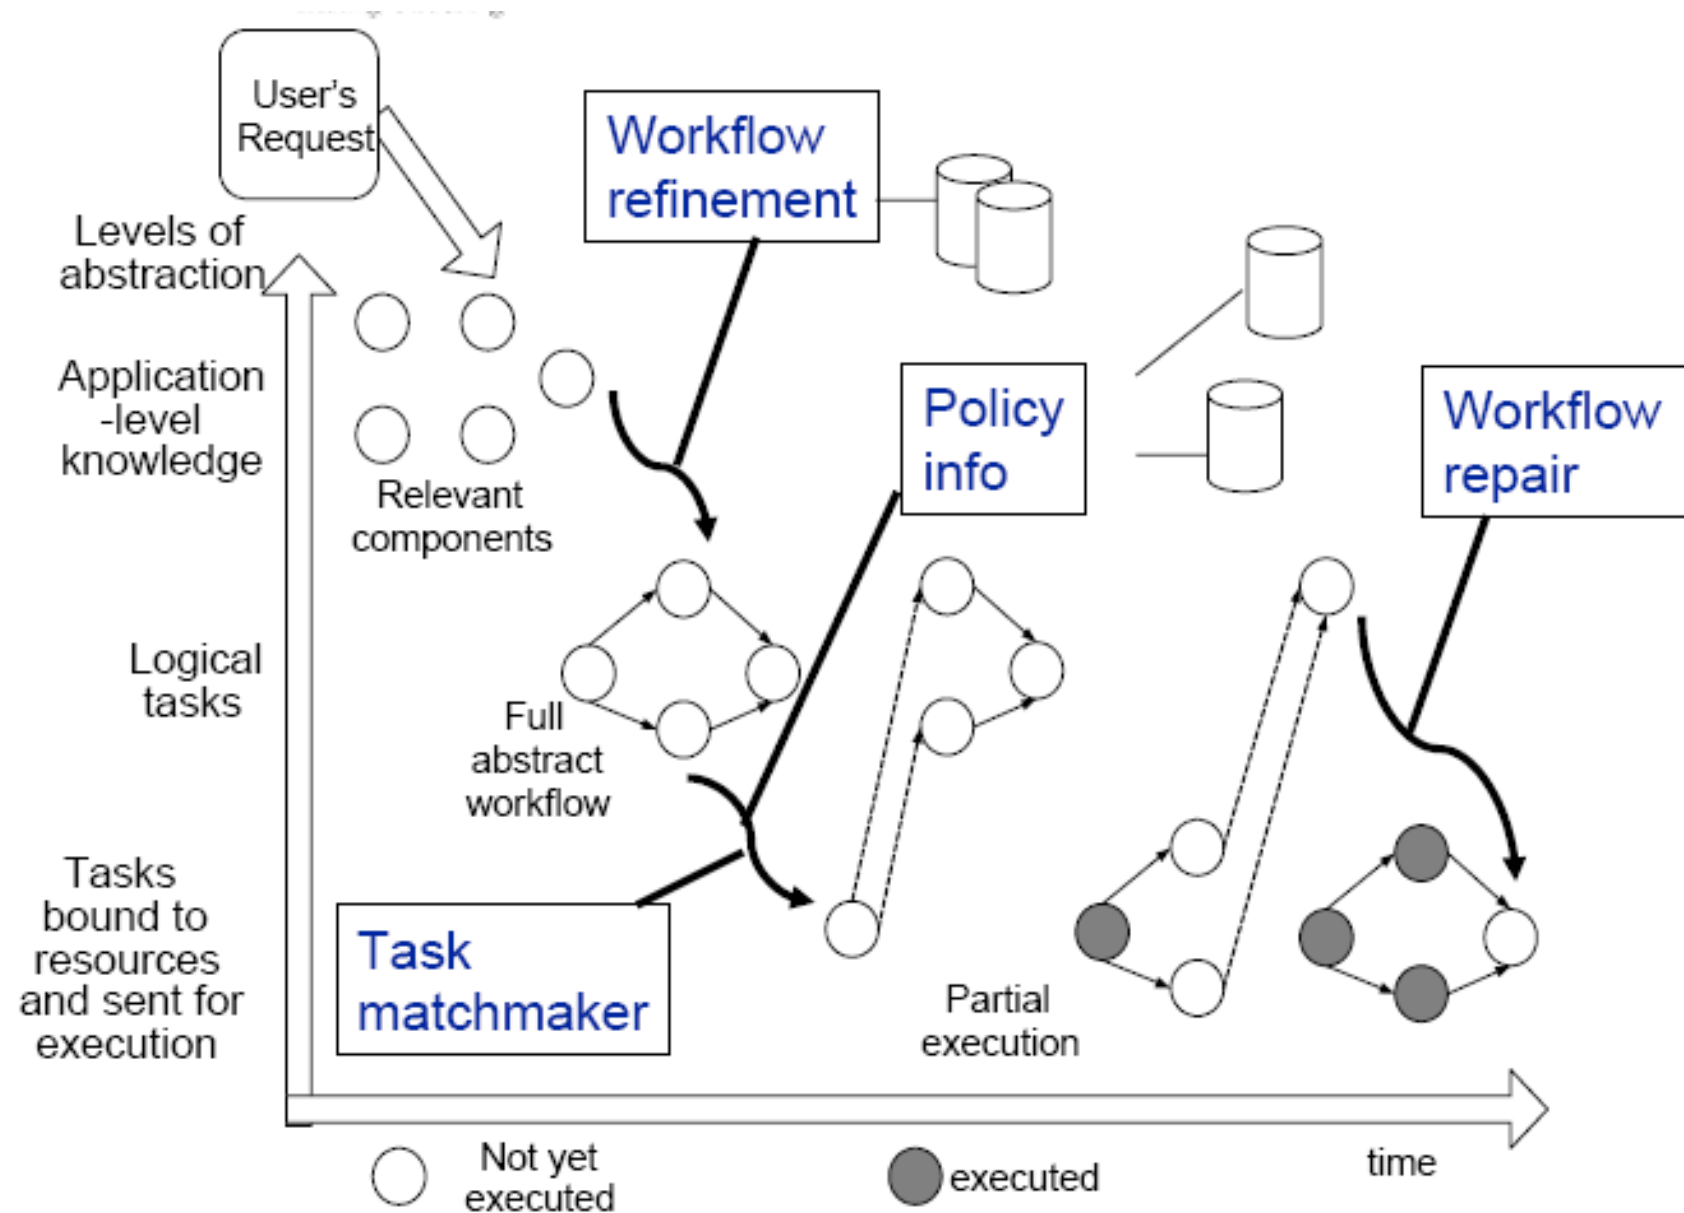 User's
Request
Workflow
refinement
Levels of
abstraction
Application
-level
knowledge
Relevant
components
Policy
info
Workflow
repair
Logical
tasks
Full
abstract
workflow
Tasks
bound to
resources
and sent for
execution
Task
matchmaker
Partial
execution
Not yet
executed
executed
time